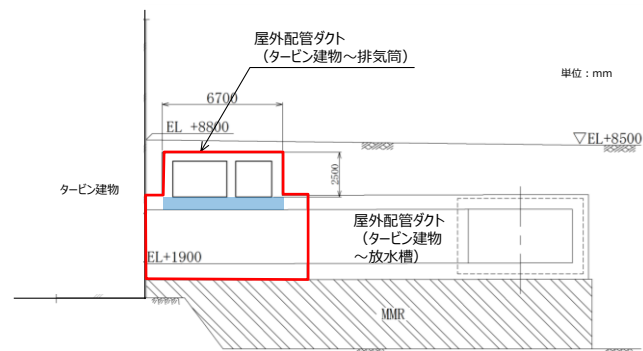 屋外配管ダクト
（タービン建物～排気筒）
単位：mm
6700
EL +8800
▽EL+8500
2500
タービン建物
屋外配管ダクト
（タービン建物
～放水槽）
EL+1900
MMR